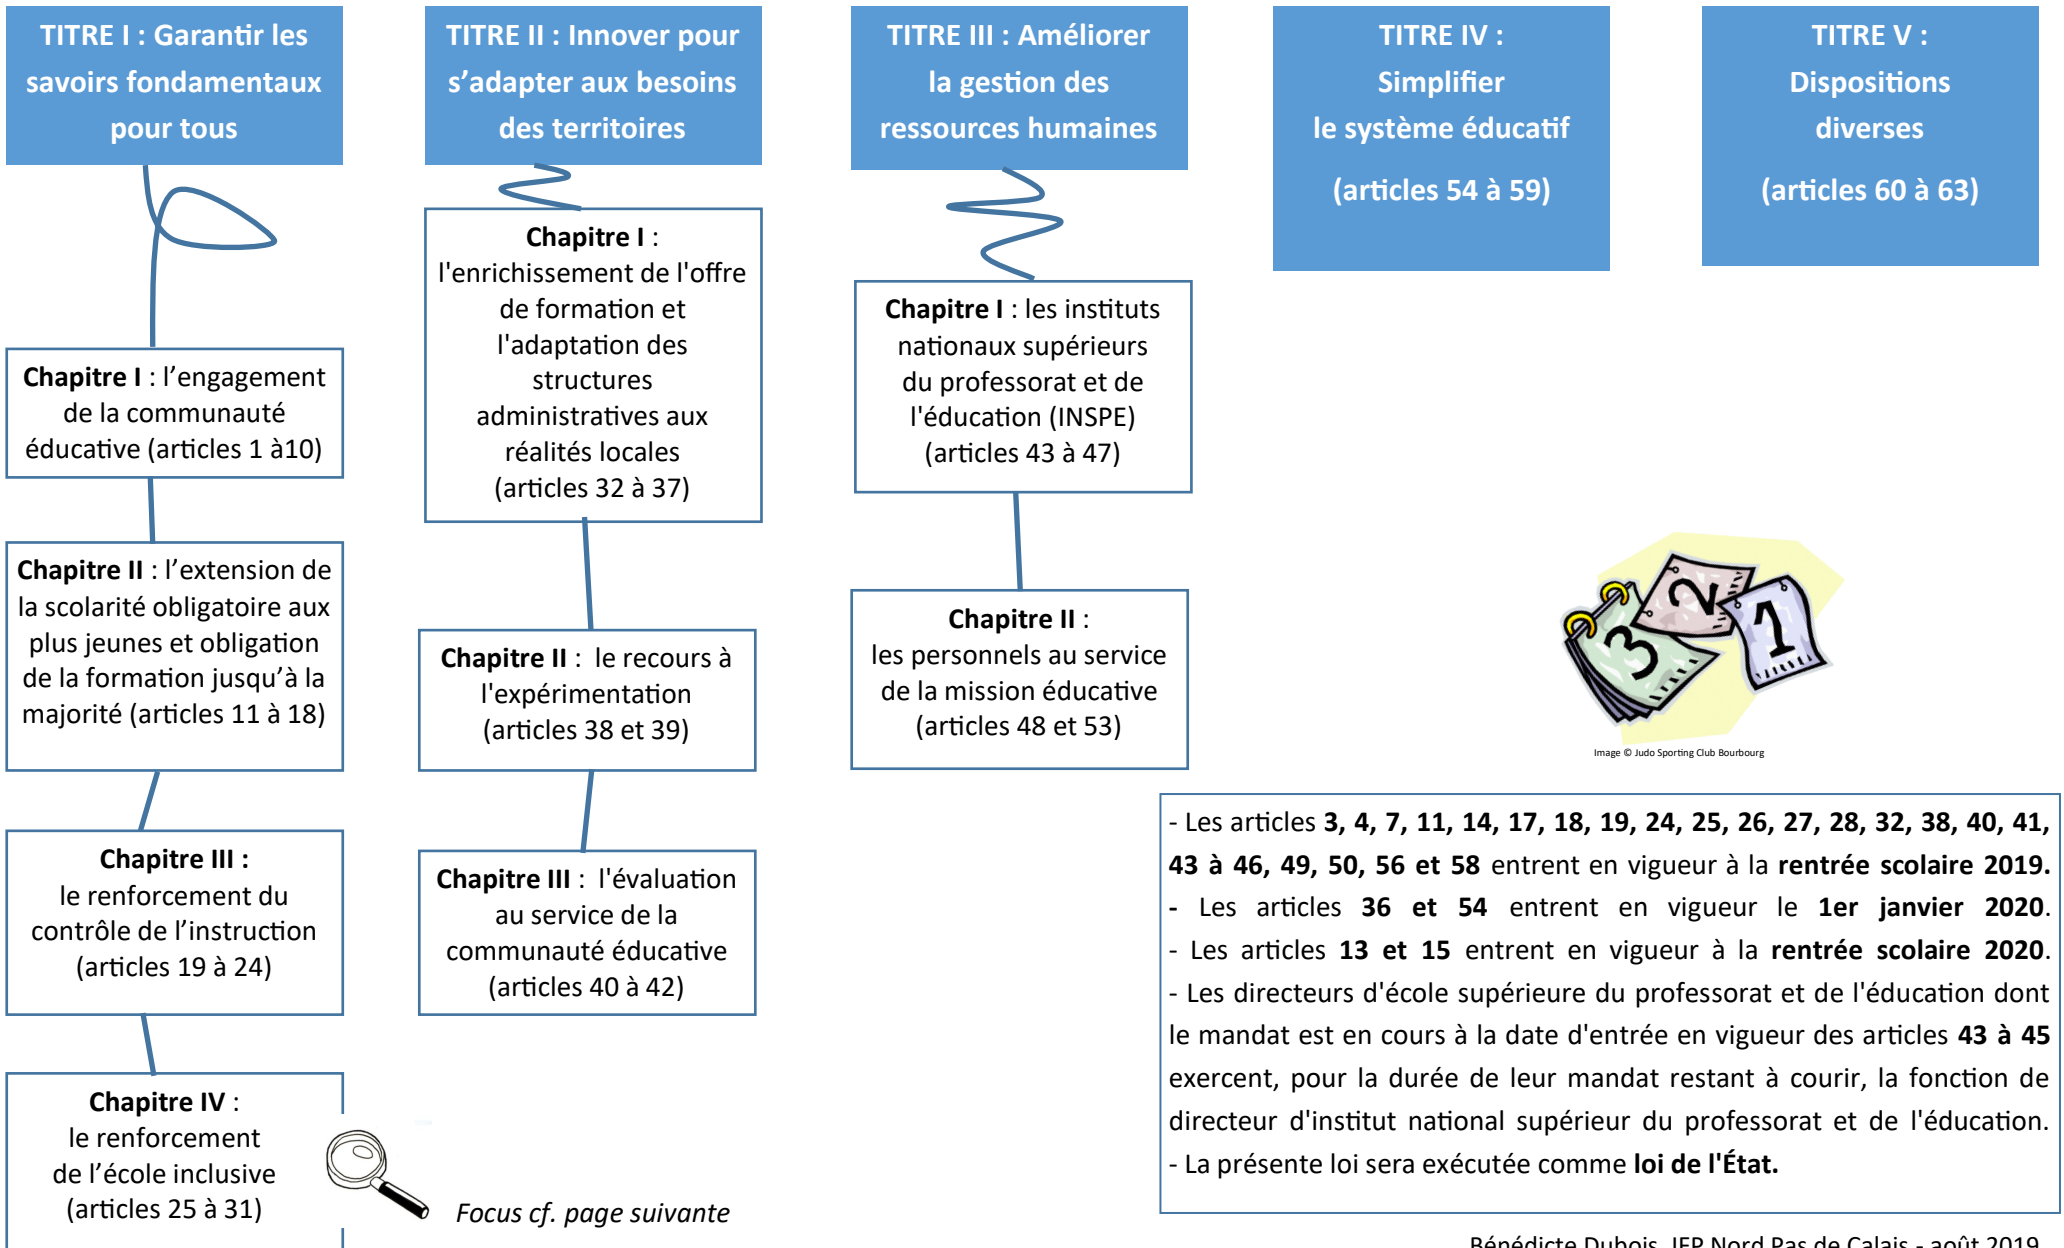 TITRE I : Garantir les
savoirs fondamentaux
pour tous
Chapitre I : l’engagement
de la communauté
éducative (articles 1 à10)
Chapitre II : l’extension de
la scolarité obligatoire aux
plus jeunes et obligation
de la formation jusqu’à la
majorité (articles 11 à 18)
Chapitre III :
le renforcement du
contrôle de l’instruction
(articles 19 à 24)
Chapitre IV :
le renforcement
de l’école inclusive
(articles 25 à 31)
Focus cf. page suivante
TITRE II : Innover pour
s’adapter aux besoins
des territoires
Chapitre I :
l'enrichissement de l'offre
de formation et
l'adaptation des
structures
administratives aux
réalités locales
(articles 32 à 37)
Chapitre II : le recours à
l'expérimentation
(articles 38 et 39)
Chapitre III : l'évaluation
au service de la
communauté éducative
(articles 40 à 42)
TITRE III : Améliorer
la gestion des
ressources humaines
Chapitre I : les instituts
nationaux supérieurs
du professorat et de
l'éducation (INSPE)
(articles 43 à 47)
Chapitre II :
les personnels au service
de la mission éducative
(articles 48 et 53)
TITRE IV :
Simplifier
le système éducatif
(articles 54 à 59)
TITRE V :
Dispositions
diverses
(articles 60 à 63)
3
2
1
Image © Judo Sporting Club Bourbourg
- Les articles 3, 4, 7, 11, 14, 17, 18, 19, 24, 25, 26, 27, 28, 32, 38, 40, 41,
43 à 46, 49, 50, 56 et 58 entrent en vigueur à la rentrée scolaire 2019.
- Les articles 36 et 54 entrent en vigueur le 1er janvier 2020.
- Les articles 13 et 15 entrent en vigueur à la rentrée scolaire 2020.
- Les directeurs d'école supérieure du professorat et de l'éducation dont
le mandat est en cours à la date d'entrée en vigueur des articles 43 à 45
exercent, pour la durée de leur mandat restant à courir, la fonction de
directeur d'institut national supérieur du professorat et de l'éducation.
- La présente loi sera exécutée comme loi de l'État.
Bénédicte Dubois, IFP Nord Pas de Calais - août 2019